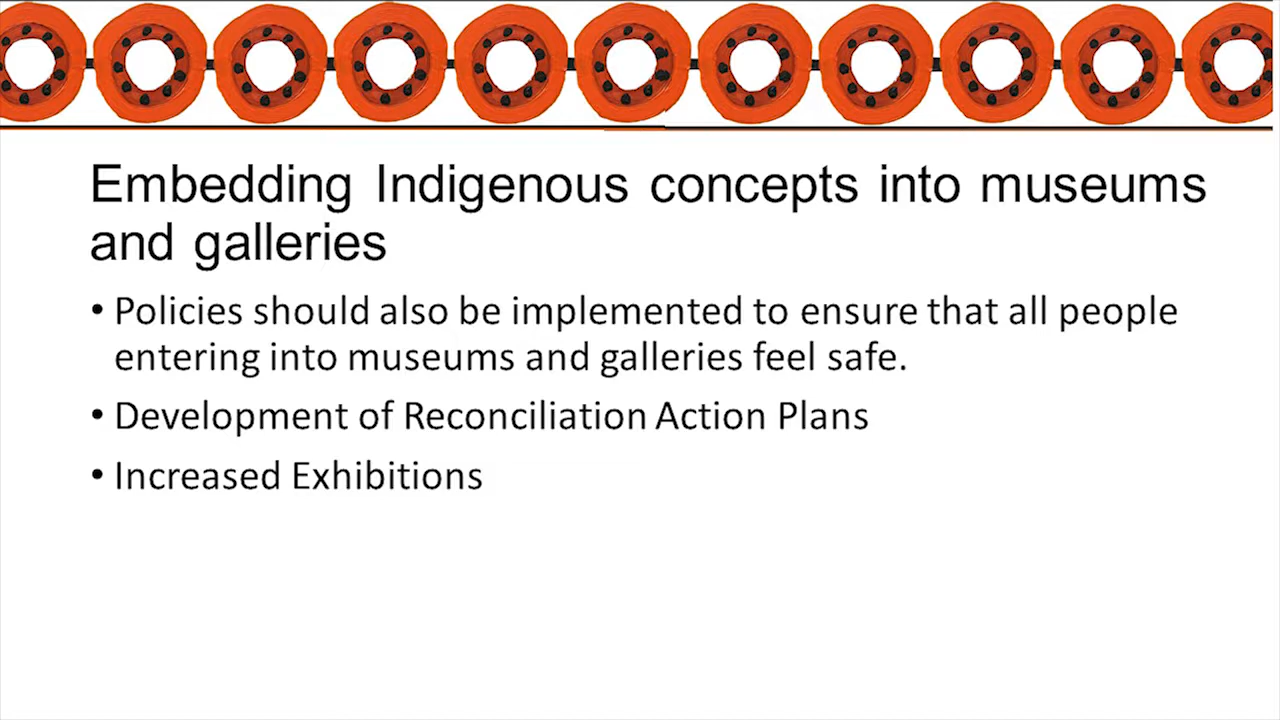 Embedding Indigenous concepts into museums
and galleries
• Policies should also be implemented to ensure that all people
entering into museums and galleries feel safe.
• Development of Reconciliation Action Plans
• Increased Exhibitions